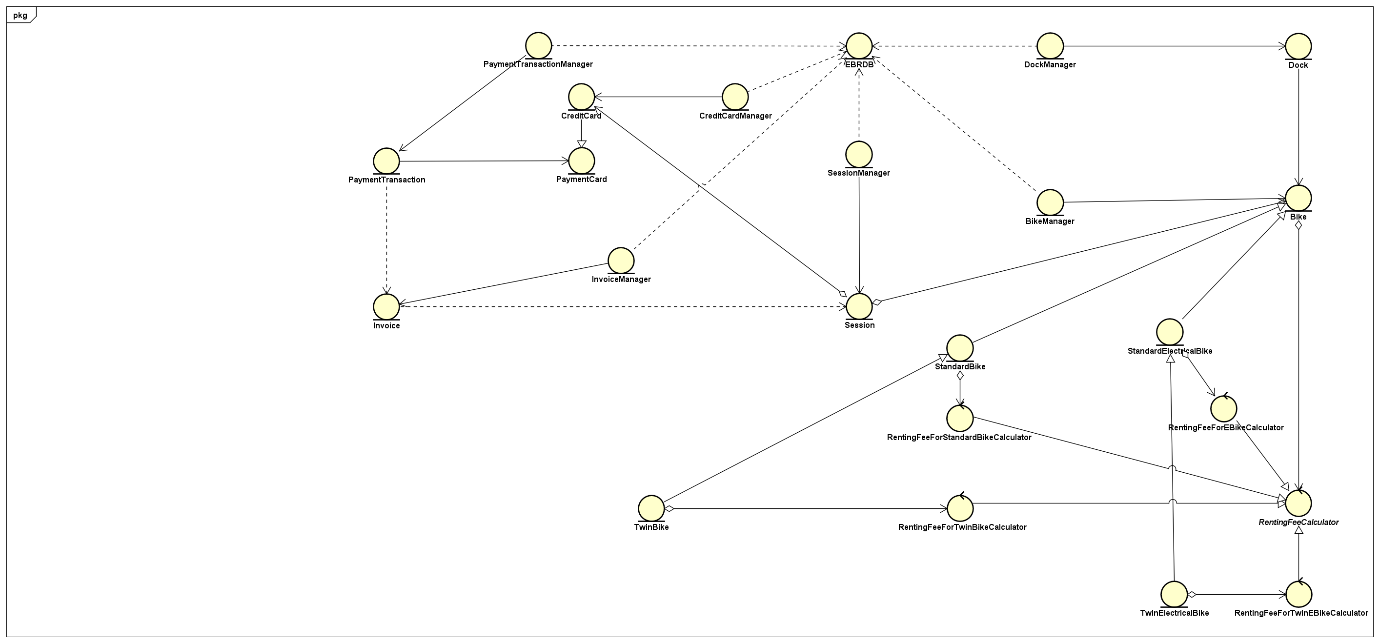 pkg
PaymentTransactionManager
EBRDB
DockManager
Dock
CreditCard
CreditCardManager
PaymentTransaction
PaymentCard
SessionManager
BikeManager
Bike
InvoiceManager
Invoice
Session
StandardBike
StandardElectricalBike
RentingFeeForStandardBikeCalculator
RentingFeeForEBikeCalculator
TwinBike
RentingFeeForTwinBikeCalculator
RentingFeeCalculator
TwinElectricalBike
RentingFeeForTwinEBikeCalculator